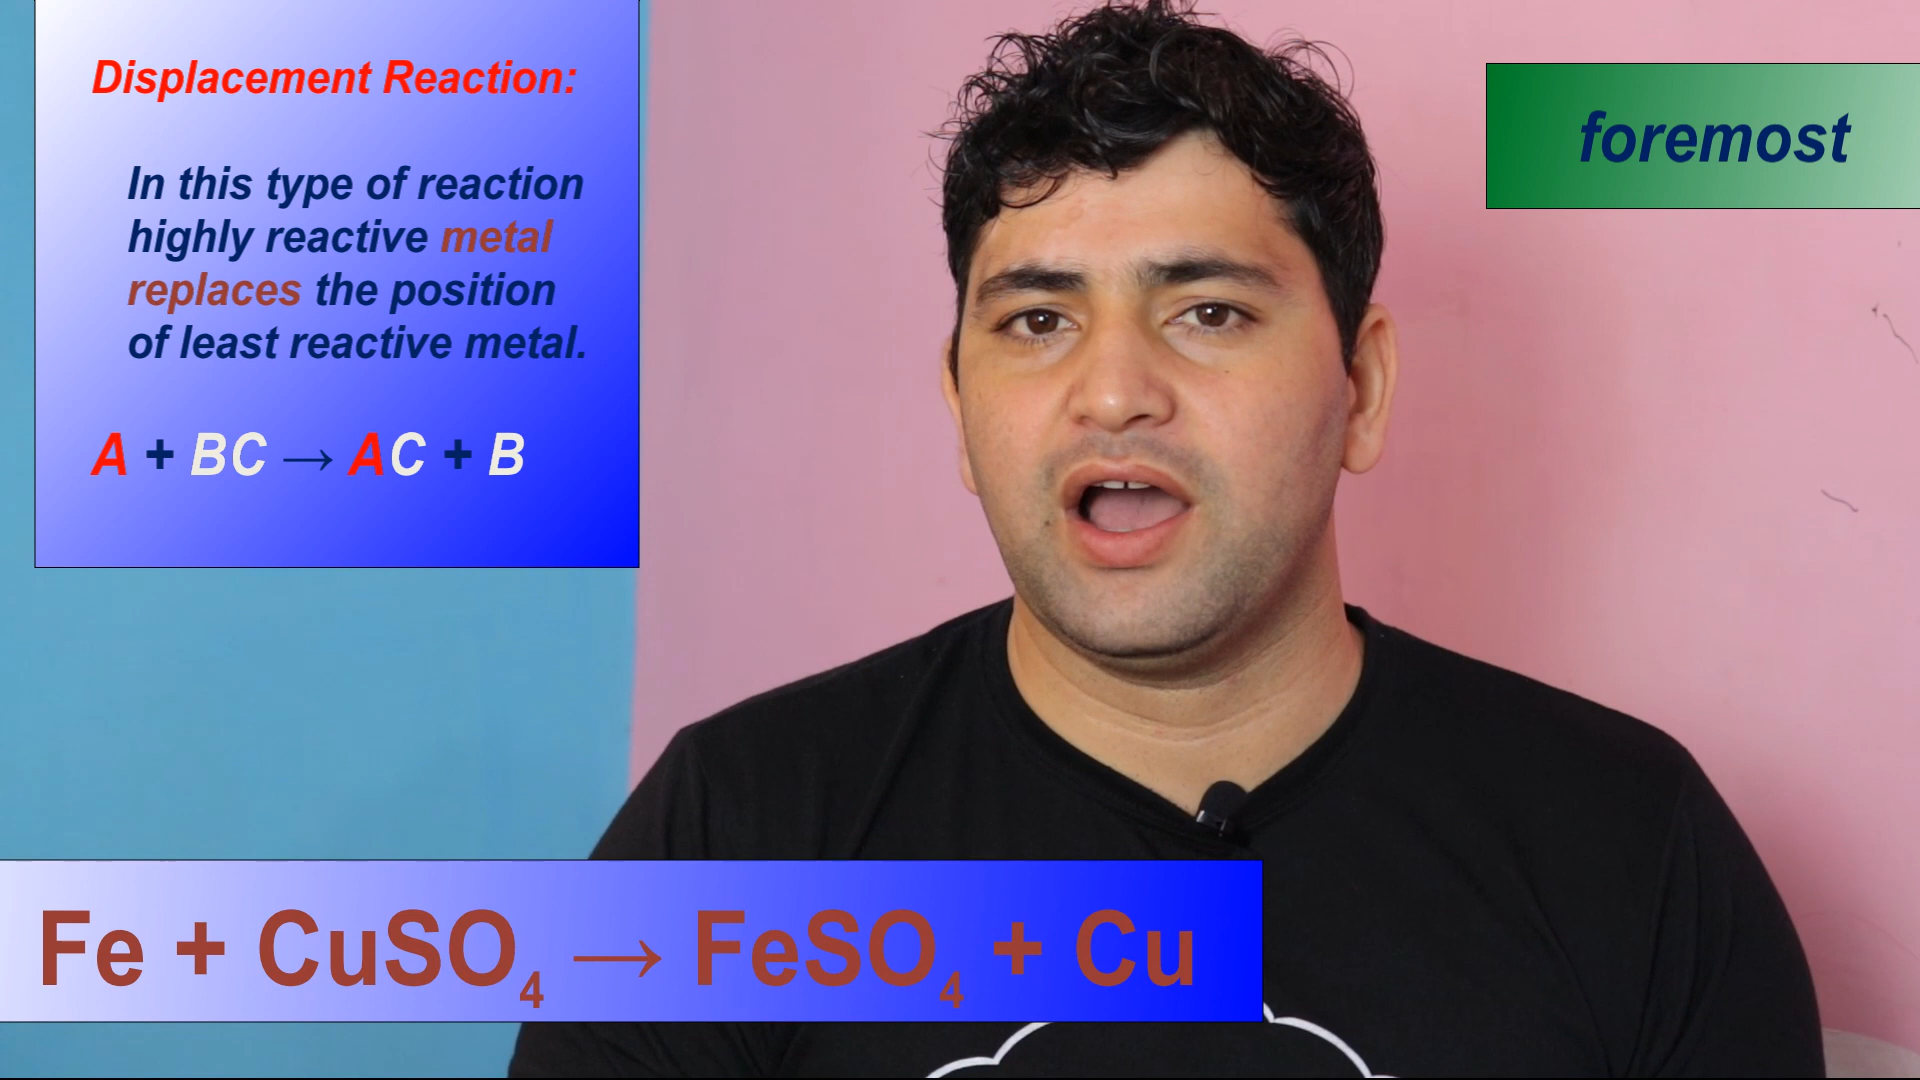 Displacement Reaction:
In this type of reaction
highly reactive metal
replaces the position
of least reactive metal.
A + BC → AC + B
foremost
Fe + CuSO₄ → FeSO₄ + Cu